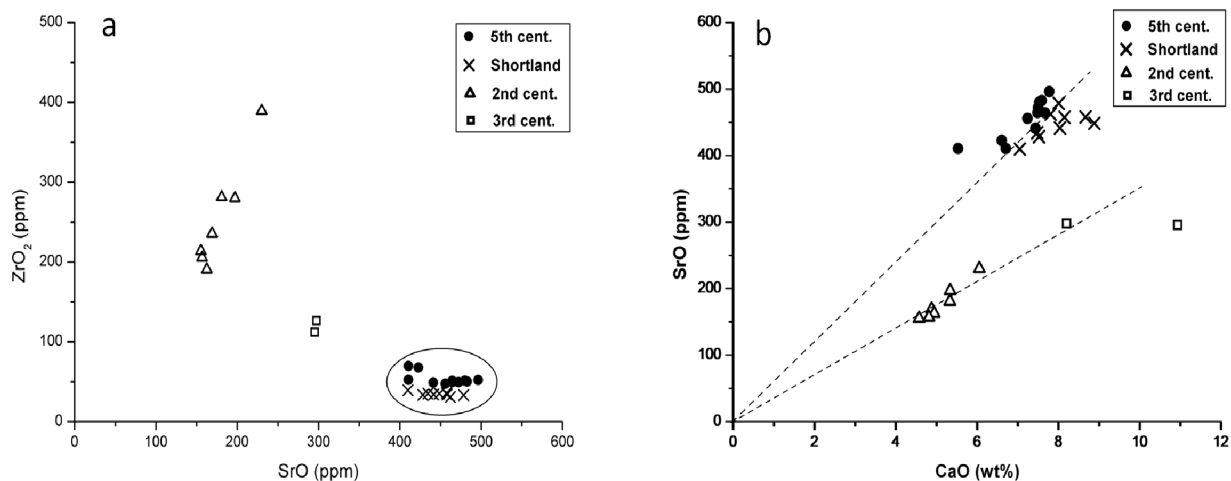 a
5th cent.
Shortland
2nd cent.
3rd cent.
500
400
300
200
100
0
ZrO2 (ppm)
0 100 200 300 400 500 600
SrO (ppm)
b
5th cent.
Shortland
2nd cent.
3rd cent.
600
500
400
300
200
100
0
SrO (ppm)
0 2 4 6 8 10 12
CaO (wt%)